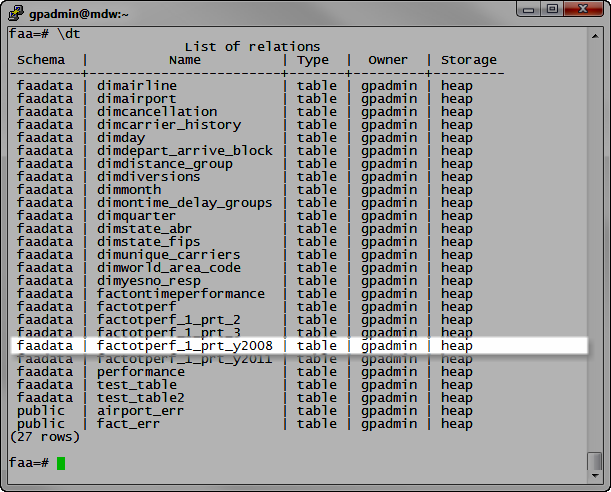 gpadmin@mdw:~
faa=# \dt
List of relations
Schema | Name | Type | Owner | Storage
---------+----------------------------+-------+---------+---------
faadata | dimairline | table | gpadmin | heap
faadata | dimairport | table | gpadmin | heap
faadata | dimcancellation | table | gpadmin | heap
faadata | dimcarrier_history | table | gpadmin | heap
faadata | dimday | table | gpadmin | heap
faadata | dimdepart_arrive_block | table | gpadmin | heap
faadata | dimdistance_group | table | gpadmin | heap
faadata | dimdiversions | table | gpadmin | heap
faadata | dimmonth | table | gpadmin | heap
faadata | dimontime_delay_groups | table | gpadmin | heap
faadata | dimquarter | table | gpadmin | heap
faadata | dimstate_abr | table | gpadmin | heap
faadata | dimstate_fips | table | gpadmin | heap
faadata | dimunique_carriers | table | gpadmin | heap
faadata | dimworld_area_code | table | gpadmin | heap
faadata | dimyesno_resp | table | gpadmin | heap
faadata | factontimeperformance | table | gpadmin | heap
faadata | factotperf | table | gpadmin | heap
faadata | factotperf_1_prt_2 | table | gpadmin | heap
faadata | factotperf_1_prt_3 | table | gpadmin | heap
faadata | factotperf_1_prt_y2008 | table | gpadmin | heap
faadata | factotperf_1_prt_y2011 | table | gpadmin | heap
faadata | performance | table | gpadmin | heap
faadata | test_table | table | gpadmin | heap
faadata | test_table2 | table | gpadmin | heap
public | airport_err | table | gpadmin | heap
public | fact_err | table | gpadmin | heap
(27 rows)
faa=#